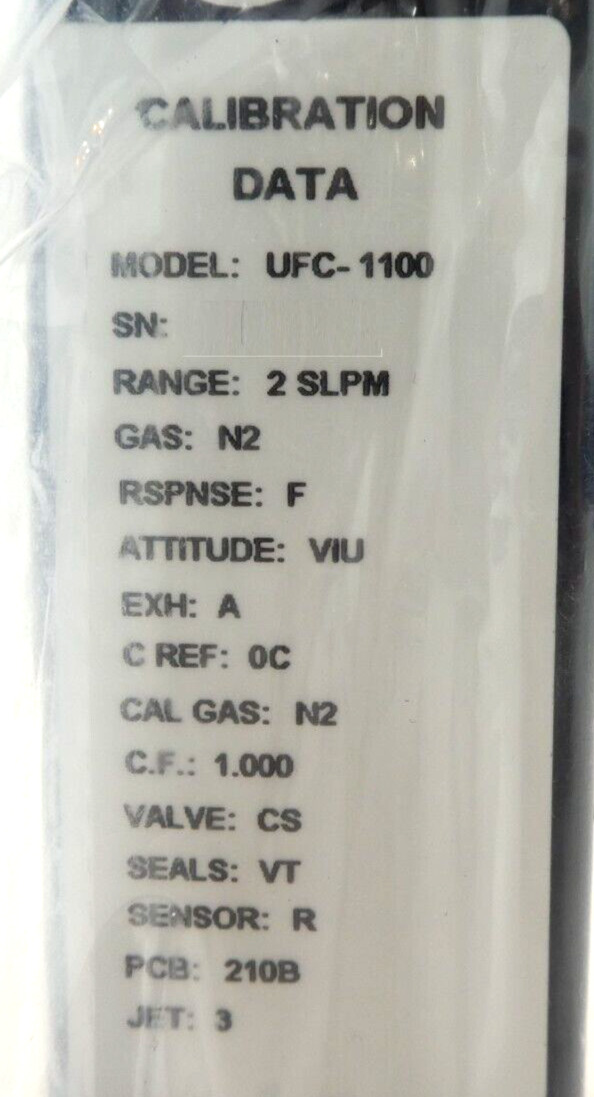 CALIBRATION
DATA
MODEL: UFC-1100
SN:
RANGE: 2 SLPM
GAS: N2
RSPNSE: F
ATTITUDE: VIU
EXH: A
C REF: 0C
CAL GAS: N2
C.F.: 1.000
VALVE: CS
SEALS: VT
SENSOR: R
PCB: 210B
JET: 3